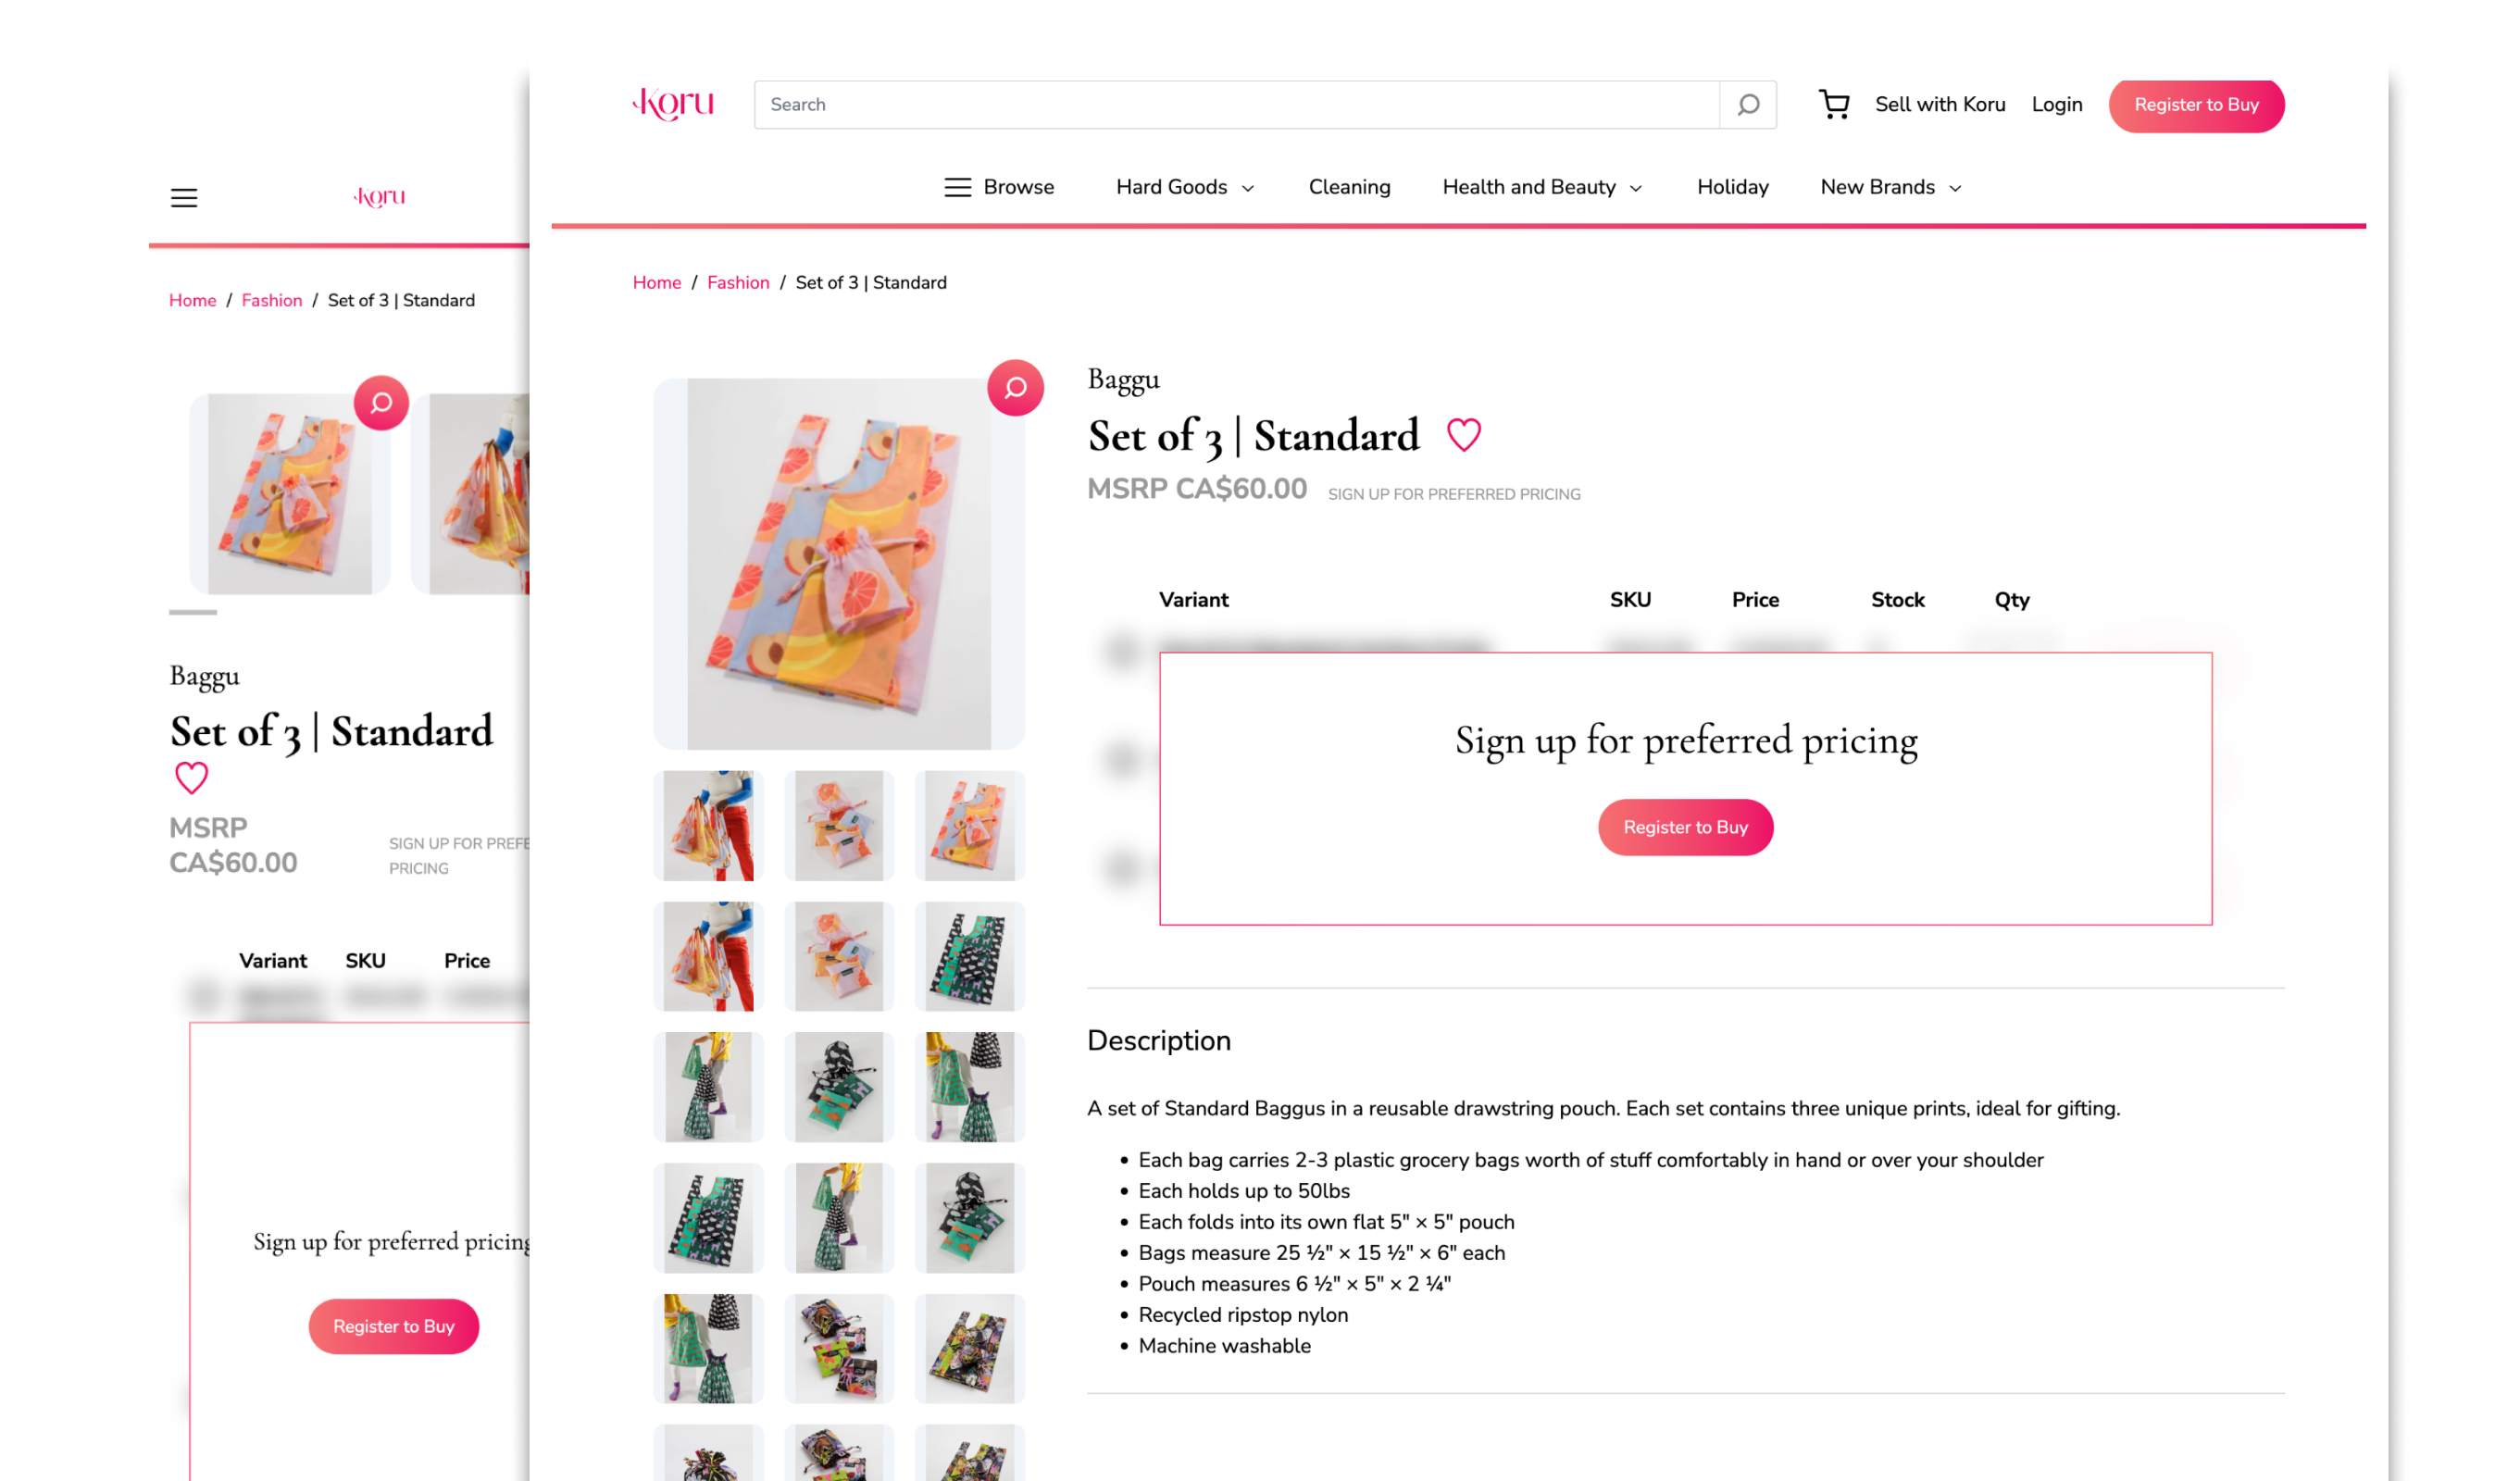 Koru
Home / Fashion / Set of 3 | Standard
Baggu
Set of 3 | Standard
MSRP
CA$60.00
SIGN UP FOR PREFE
PRICING
Variant SKU Price
Sign up for preferred pricing
Register to Buy
Koru
Search
Sell with Koru
Login
Register to Buy
Browse Hard Goods Cleaning Health and Beauty Holiday New Brands
Home / Fashion / Set of 3 | Standard
Baggu
Set of 3 | Standard
MSRP CA$60.00 SIGN UP FOR PREFERRED PRICING
Variant SKU Price Stock Qty
Sign up for preferred pricing
Register to Buy
Description
A set of Standard Baggus in a reusable drawstring pouch. Each set contains three unique prints, ideal for gifting.
• Each bag carries 2-3 plastic grocery bags worth of stuff comfortably in hand or over your shoulder
• Each holds up to 50lbs
• Each folds into its own flat 5" × 5" pouch
• Bags measure 25 ½" × 15 ½" × 6" each
• Pouch measures 6 ½" × 5" × 2 ¼"
• Recycled ripstop nylon
• Machine washable